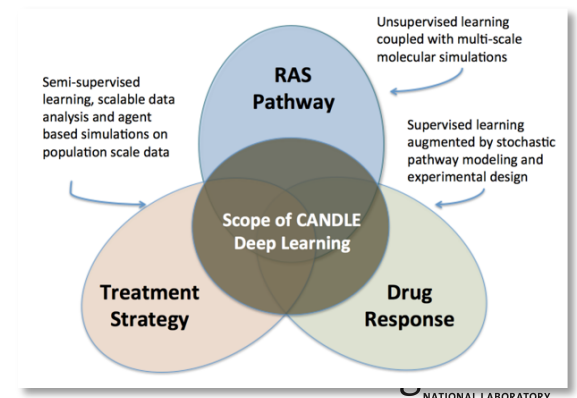 Unsupervised learning
coupled with multi-scale
molecular simulations
RAS
Pathway
Semi-supervised
learning, scalable data
analysis and agent
based simulations on
population scale data
Supervised learning
augmented by stochastic
pathway modeling and
experimental design
Scope of CANDLE
Deep Learning
Treatment
Strategy
Drug
Response
NATIONAL LABORATORY